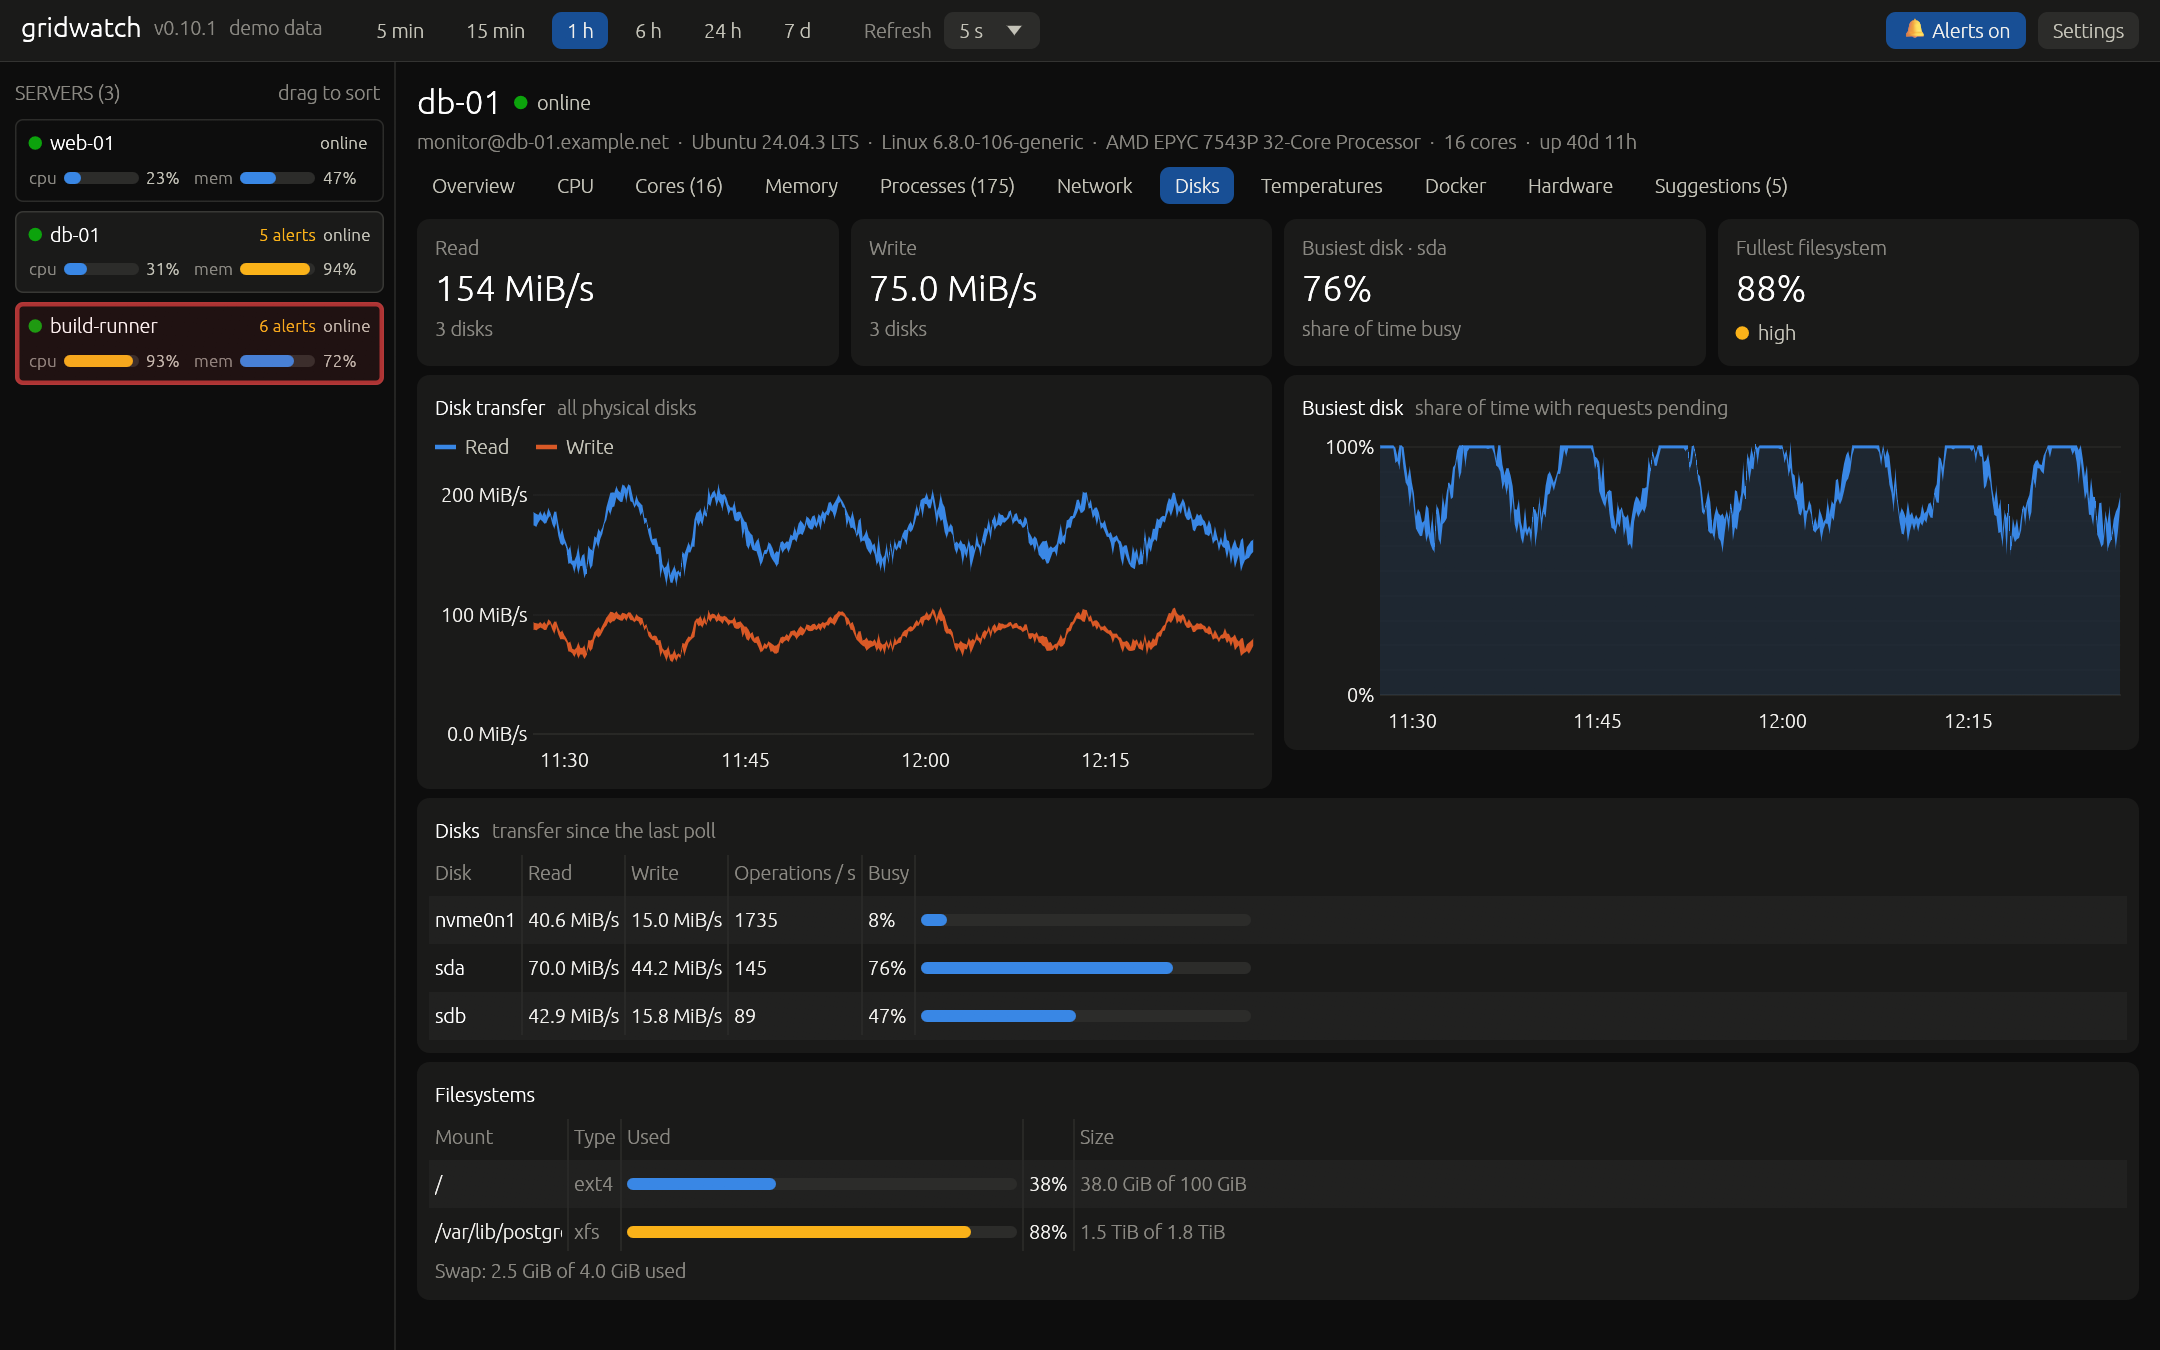 gridwatch v0.10.1 demo data 5 min 15 min 1 h 6 h 24 h 7 d Refresh 5 s Alerts on Settings
SERVERS (3) drag to sort
web-01 online
cpu 23% mem 47%
db-01 5 alerts online
cpu 31% mem 94%
build-runner 6 alerts online
cpu 93% mem 72%
db-01 online
monitor@db-01.example.net · Ubuntu 24.04.3 LTS · Linux 6.8.0-106-generic · AMD EPYC 7543P 32-Core Processor · 16 cores · up 40d 11h
Overview CPU Cores (16) Memory Processes (175) Network Disks Temperatures Docker Hardware Suggestions (5)
Read
154 MiB/s
3 disks
Write
75.0 MiB/s
3 disks
Busiest disk · sda
76%
share of time busy
Fullest filesystem
88%
high
Disk transfer all physical disks
Read Write
200 MiB/s
100 MiB/s
0.0 MiB/s
11:30 11:45 12:00 12:15
Busiest disk share of time with requests pending
100%
0%
11:30 11:45 12:00 12:15
Disks transfer since the last poll
Disk Read Write Operations / s Busy
nvme0n1 40.6 MiB/s 15.0 MiB/s 1735 8%
sda 70.0 MiB/s 44.2 MiB/s 145 76%
sdb 42.9 MiB/s 15.8 MiB/s 89 47%
Filesystems
Mount Type Used Size
/ ext4 38% 38.0 GiB of 100 GiB
/var/lib/postgr xfs 88% 1.5 TiB of 1.8 TiB
Swap: 2.5 GiB of 4.0 GiB used